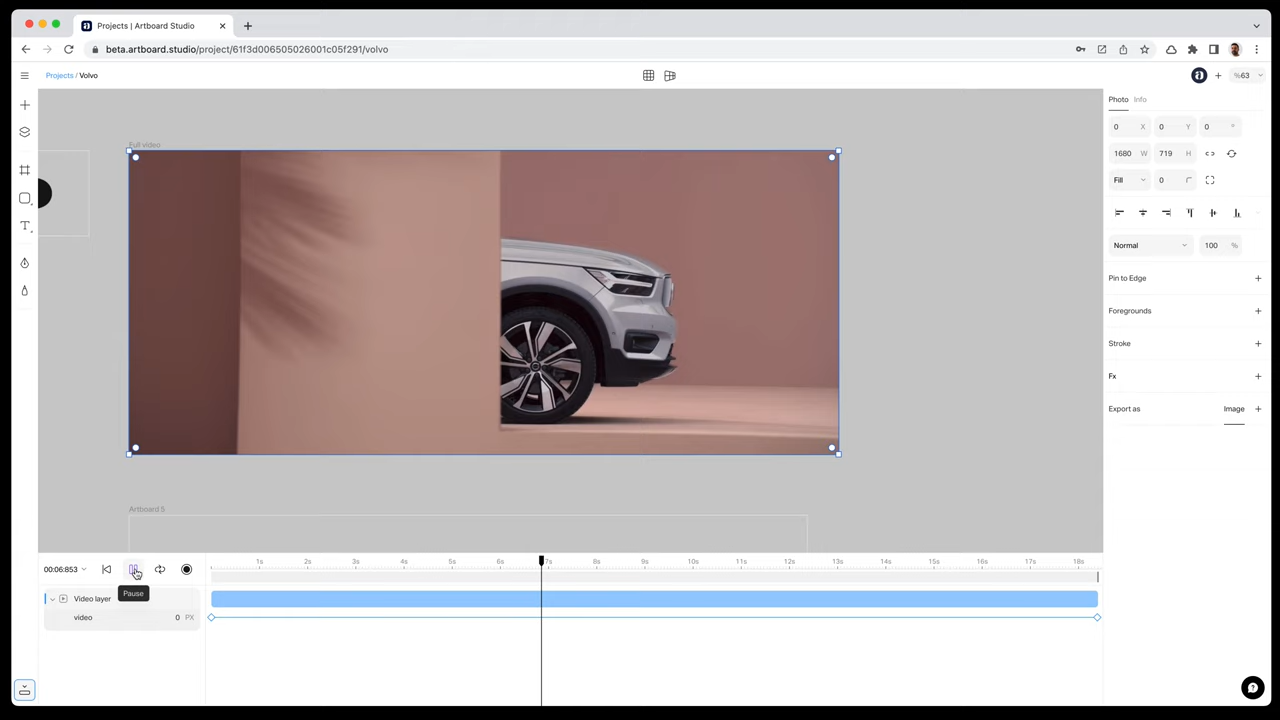 Projects | Artboard Studio
beta.artboard.studio/project/61f3d006505026001c05f291/volvo
Projects / Volvo
%63
Photo Info
0 X 0 Y 0 °
1680 W 719 H
Fill 0
Normal 100 %
Pin to Edge
Foregrounds
Stroke
Fx
Export as Image
Full video
Artboard 5
00:06:853
1s 2s 3s 4s 5s 6s 7s 8s 9s 10s 11s 12s 13s 14s 15s 16s 17s 18s
Pause
Video layer
video 0 PX